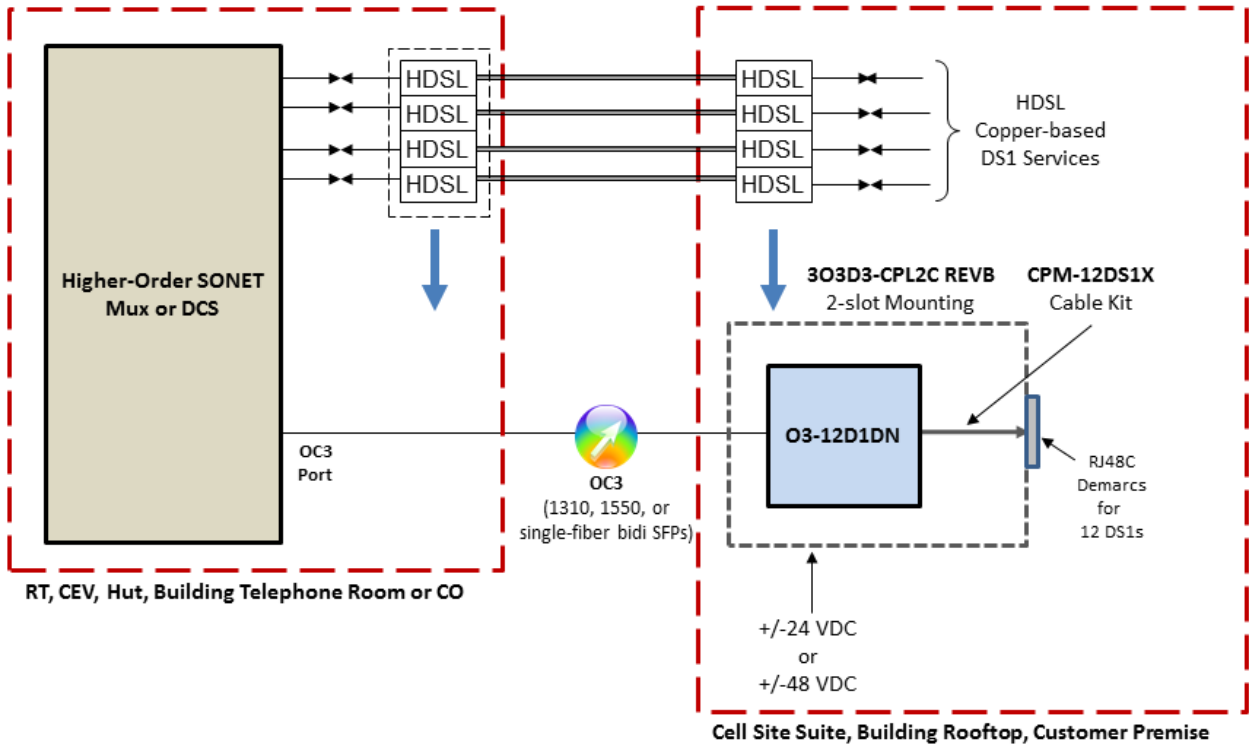 HDSL
HDSL
HDSL
HDSL
HDSL
HDSL
HDSL
HDSL
HDSL
Copper-based
DS1 Services
Higher-Order SONET
Mux or DCS
3O3D3-CPL2C REVB
2-slot Mounting
CPM-12DS1X
Cable Kit
O3-12D1DN
OC3
Port
OC3
(1310, 1550, or
single-fiber bidi SFPs)
RJ48C
Demarcs
for
12 DS1s
RT, CEV, Hut, Building Telephone Room or CO
+/-24 VDC
or
+/-48 VDC
Cell Site Suite, Building Rooftop, Customer Premise